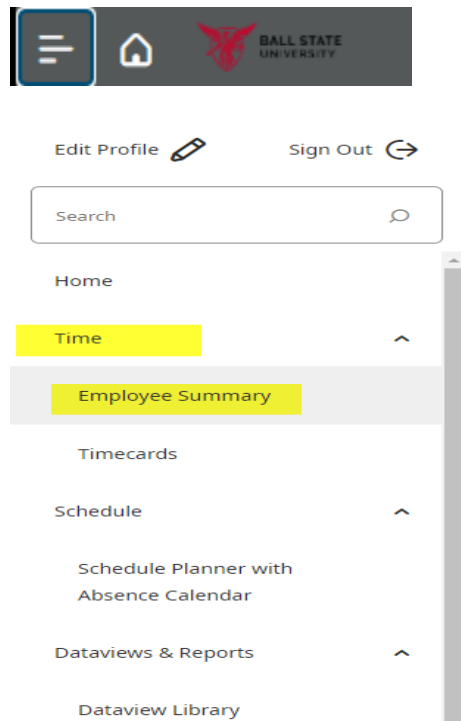 BALL STATE
UNIVERSITY
Edit Profile
Sign Out
Search
Home
Time
Employee Summary
Timecards
Schedule
Schedule Planner with
Absence Calendar
Dataviews & Reports
Dataview Library